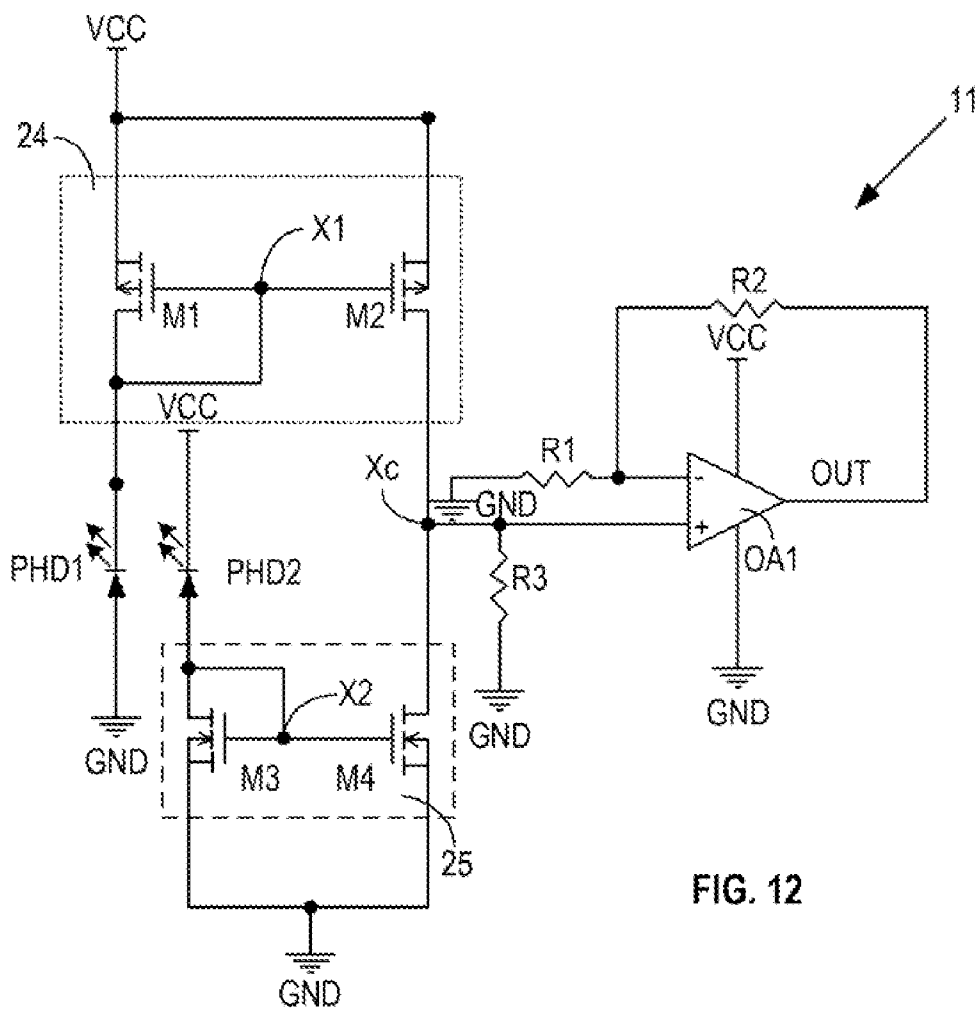 VCC
11
24
X1
R2
M1
M2
VCC
VCC
R1
OUT
Xc
GND
-
+
OA1
PHD1
PHD2
R3
X2
GND
GND
GND
M3
M4
25
FIG. 12
GND